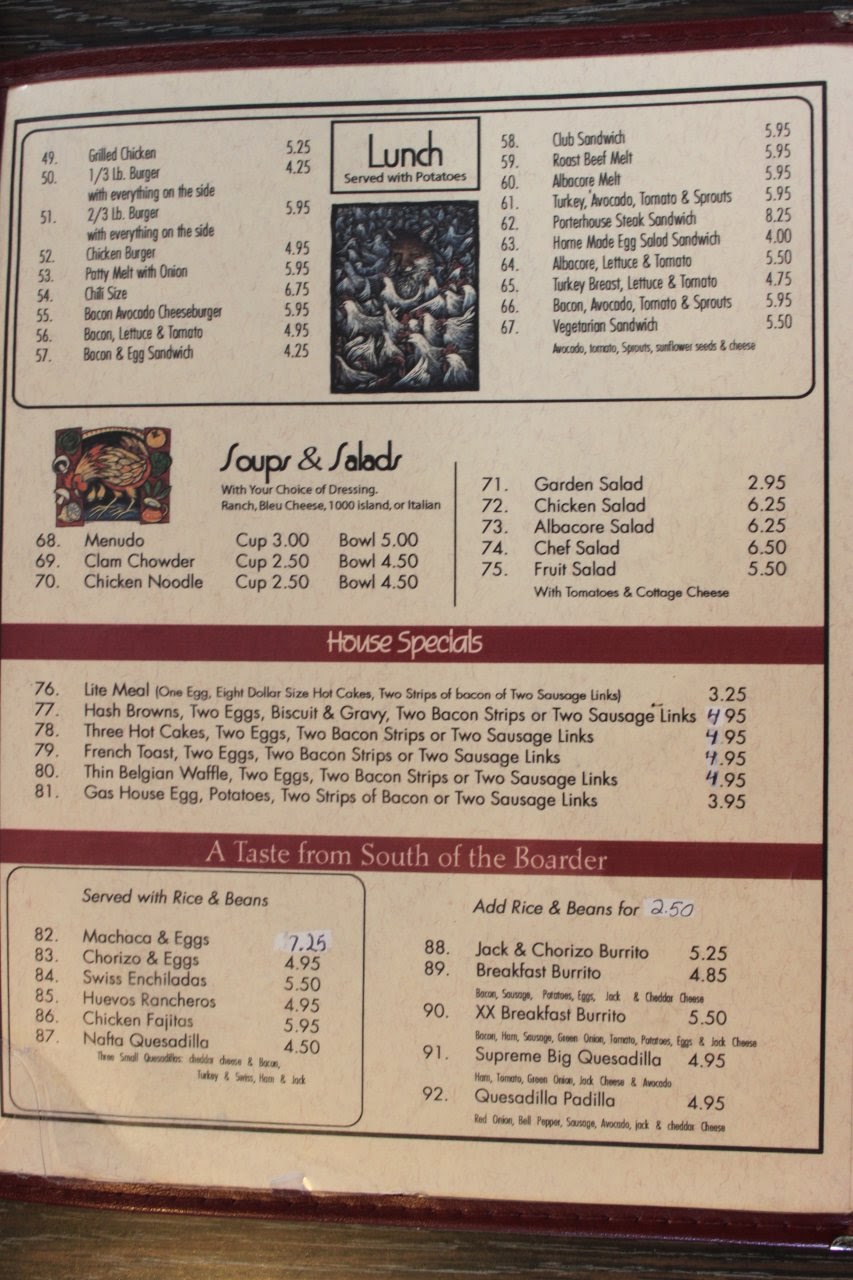 Lunch
Served with Potatoes
49. Grilled Chicken 5.25
50. 1/3 Lb. Burger 4.25
with everything on the side
51. 2/3 Lb. Burger 5.95
with everything on the side
52. Chicken Burger 4.95
53. Patty Melt with Onion 5.95
54. Chili Size 6.75
55. Bacon Avocado Cheeseburger 5.95
56. Bacon, Lettuce & Tomato 4.95
57. Bacon & Egg Sandwich 4.25
58. Club Sandwich 5.95
59. Roast Beef Melt 5.95
60. Albacore Melt 5.95
61. Turkey, Avocado, Tomato & Sprouts 5.95
62. Porterhouse Steak Sandwich 8.25
63. Home Made Egg Salad Sandwich 4.00
64. Albacore, Lettuce & Tomato 5.50
65. Turkey Breast, Lettuce & Tomato 4.75
66. Bacon, Avocado, Tomato & Sprouts 5.95
67. Vegetarian Sandwich 5.50
Avocado, tomato, Sprouts, sunflower seeds & cheese
Soups & Salads
With Your Choice of Dressing.
Ranch, Bleu Cheese, 1000 island, or Italian
68. Menudo Cup 3.00 Bowl 5.00
69. Clam Chowder Cup 2.50 Bowl 4.50
70. Chicken Noodle Cup 2.50 Bowl 4.50
71. Garden Salad 2.95
72. Chicken Salad 6.25
73. Albacore Salad 6.25
74. Chef Salad 6.50
75. Fruit Salad 5.50
With Tomatoes & Cottage Cheese
House Specials
76. Lite Meal (One Egg, Eight Dollar Size Hot Cakes, Two Strips of bacon of Two Sausage Links) 3.25
77. Hash Browns, Two Eggs, Biscuit & Gravy, Two Bacon Strips or Two Sausage Links 4 95
78. Three Hot Cakes, Two Eggs, Two Bacon Strips or Two Sausage Links 4.95
79. French Toast, Two Eggs, Two Bacon Strips or Two Sausage Links 4.95
80. Thin Belgian Waffle, Two Eggs, Two Bacon Strips or Two Sausage Links 4.95
81. Gas House Egg, Potatoes, Two Strips of Bacon or Two Sausage Links 3.95
A Taste from South of the Boarder
Served with Rice & Beans
82. Machaca & Eggs 7.25
83. Chorizo & Eggs 4.95
84. Swiss Enchiladas 5.50
85. Huevos Rancheros 4.95
86. Chicken Fajitas 5.95
87. Nafta Quesadilla 4.50
Three Small Quesadillas: cheddar cheese & Bacon,
Turkey & Swiss, Ham & Jack
Add Rice & Beans for 2.50
88. Jack & Chorizo Burrito 5.25
89. Breakfast Burrito 4.85
Bacon, Sausage, Potatoes, Eggs, Jack & Cheddar Cheese
90. XX Breakfast Burrito 5.50
Bacon, Ham, Sausage, Green Onion, Tomato, Potatoes, Eggs & Jack Cheese
91. Supreme Big Quesadilla 4.95
Ham, Tomato, Green Onion, Jack Cheese & Avocado
92. Quesadilla Padilla 4.95
Red Onion, Bell Pepper, Sausage, Avocado, jack & cheddar Cheese